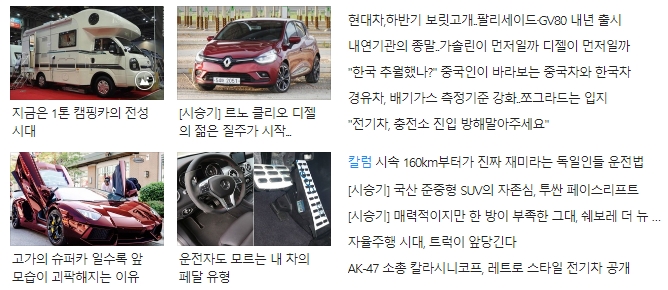 지금은 1톤 캠핑카의 전성
시대
[시승기] 르노 클리오 디젤
의 젊은 질주가 시작..
고가의 슈퍼카 일수록 앞
모습이 괴팍해지는 이유
운전자도 모르는 내 차의
페달 유형
현대차,하반기 보릿고개..팰리세이드·GV80 내년 출시
내연기관의 종말..가솔린이 먼저일까 디젤이 먼저일까
"한국 추월했나?" 중국인이 바라보는 중국차와 한국차
경유차, 배기가스 측정기준 강화..쪼그라드는 입지
"전기차, 충전소 진입 방해말아주세요"
칼럼 시속 160km부터가 진짜 재미라는 독일인들 운전법
[시승기] 국산 준중형 SUV의 자존심, 투싼 페이스리프트
[시승기] 매력적이지만 한 방이 부족한 그대, 쉐보레 더 뉴 ...
자율주행 시대, 트럭이 앞당긴다
AK-47 소총 칼라시니코프, 레트로 스타일 전기차 공개